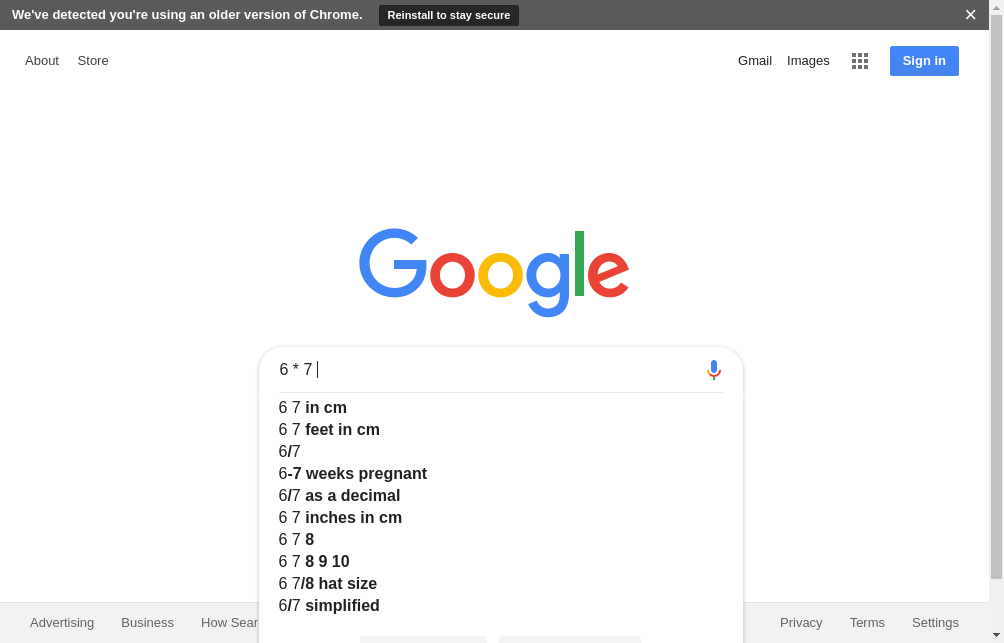 We've detected you're using an older version of Chrome. Reinstall to stay secure
About Store Gmail Images Sign in
Google
6 * 7
6 7 in cm
6 7 feet in cm
6/7
6-7 weeks pregnant
6/7 as a decimal
6 7 inches in cm
6 7 8
6 7 8 9 10
6 7/8 hat size
6/7 simplified
Advertising Business How Sear Privacy Terms Settings